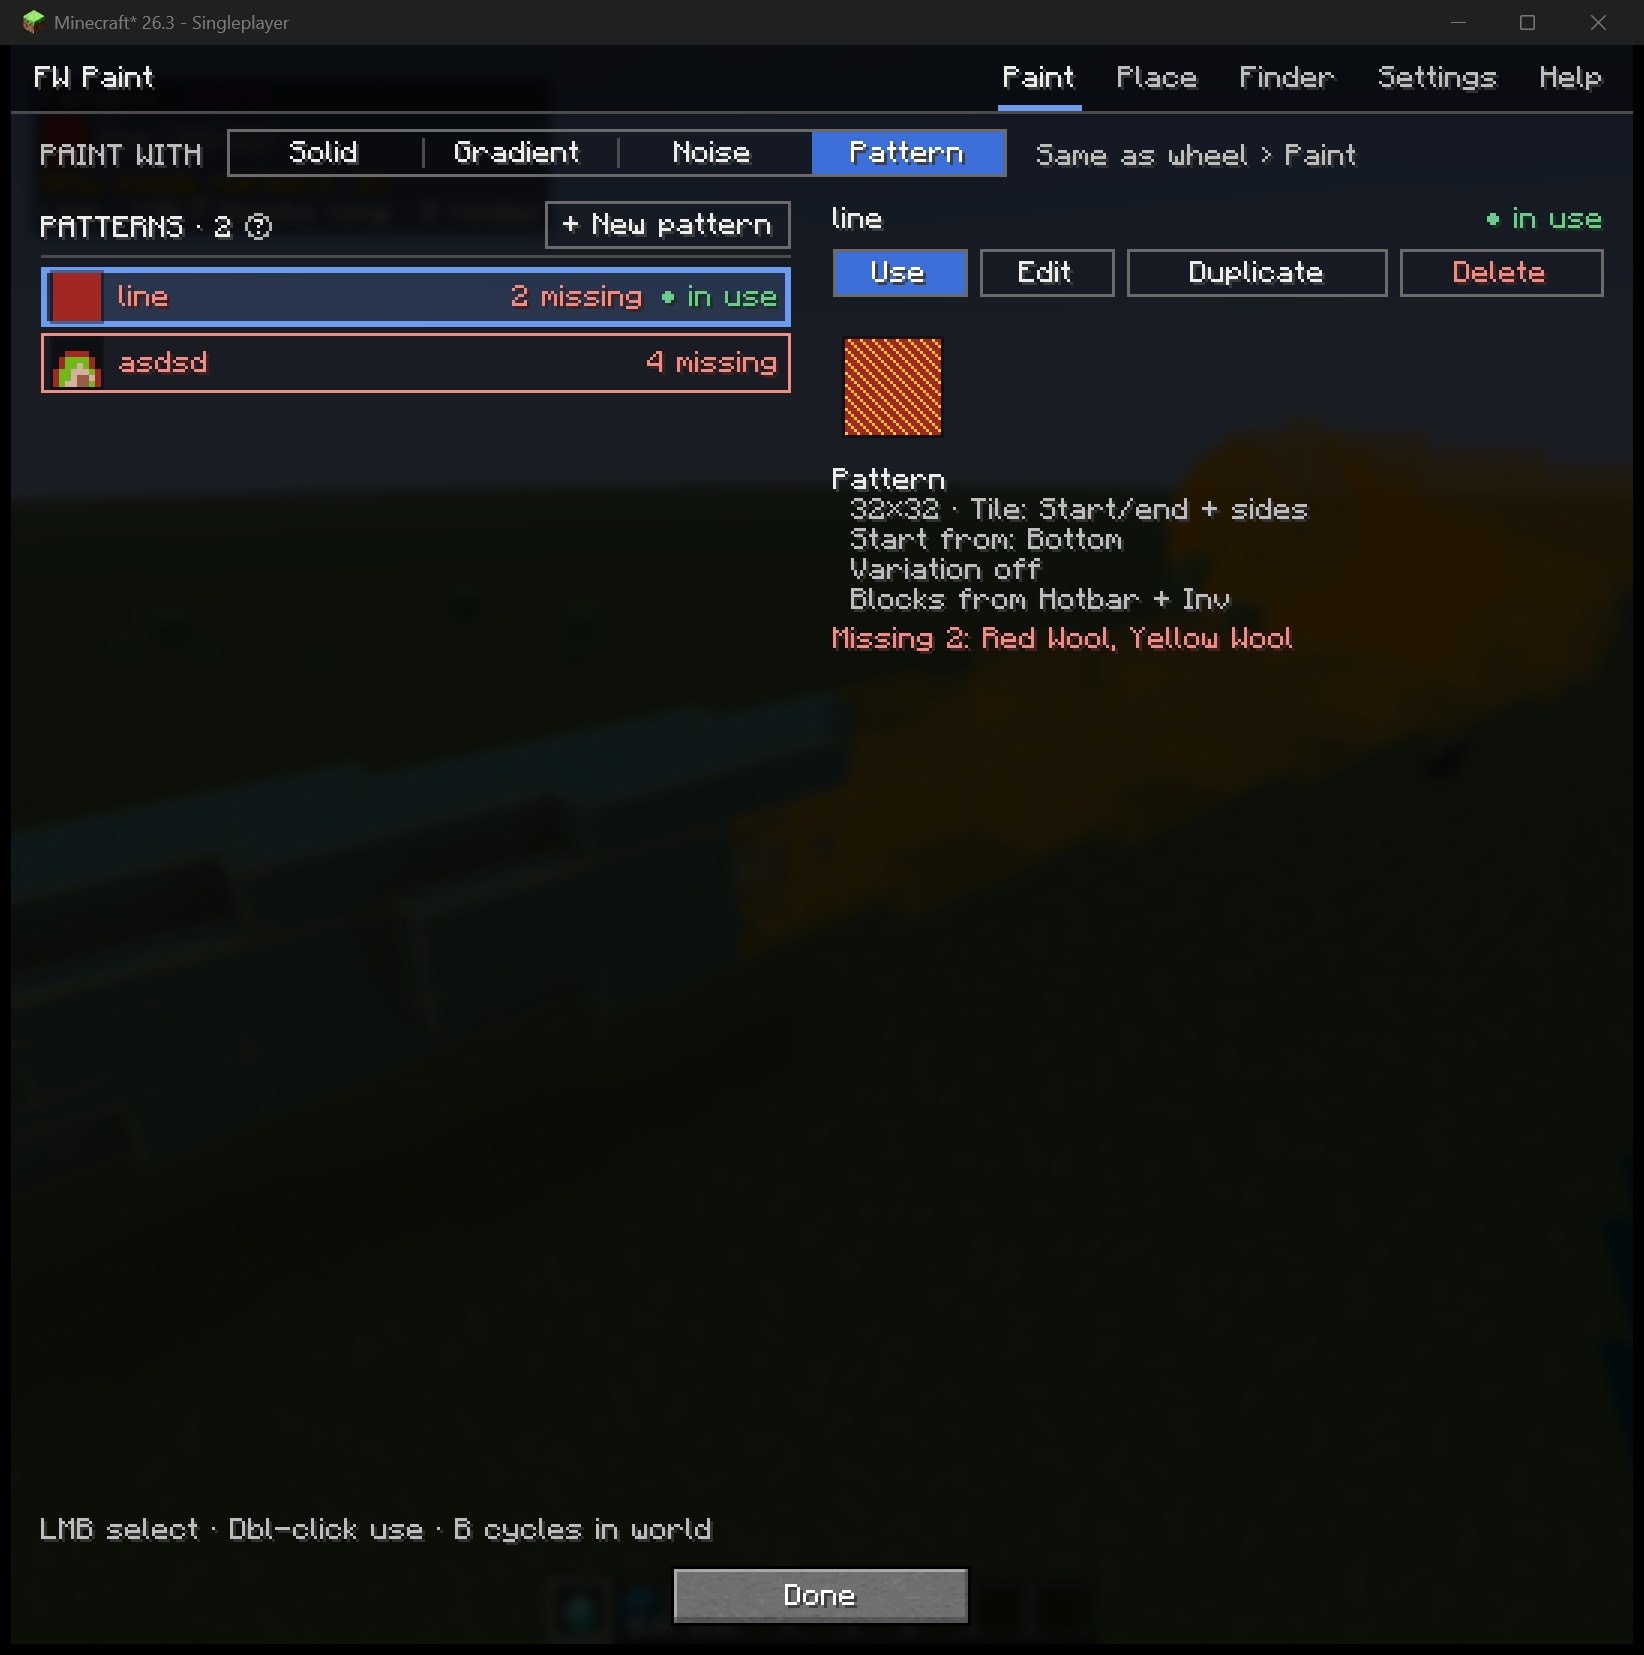 Minecraft* 26.3 - Singleplayer
FW Paint
Paint Place Finder Settings Help
PAINT WITH Solid | Gradient | Noise Pattern Same as wheel > Paint
PATTERNS · 2 ? + New pattern
line 2 missing • in use
asdsd 4 missing
line • in use
Use Edit Duplicate Delete
Pattern
32×32 · Tile: Start/end + sides
Start from: Bottom
Variation off
Blocks from Hotbar + Inv
Missing 2: Red Wool, Yellow Wool
LMB select · Dbl-click use · B cycles in world
Done